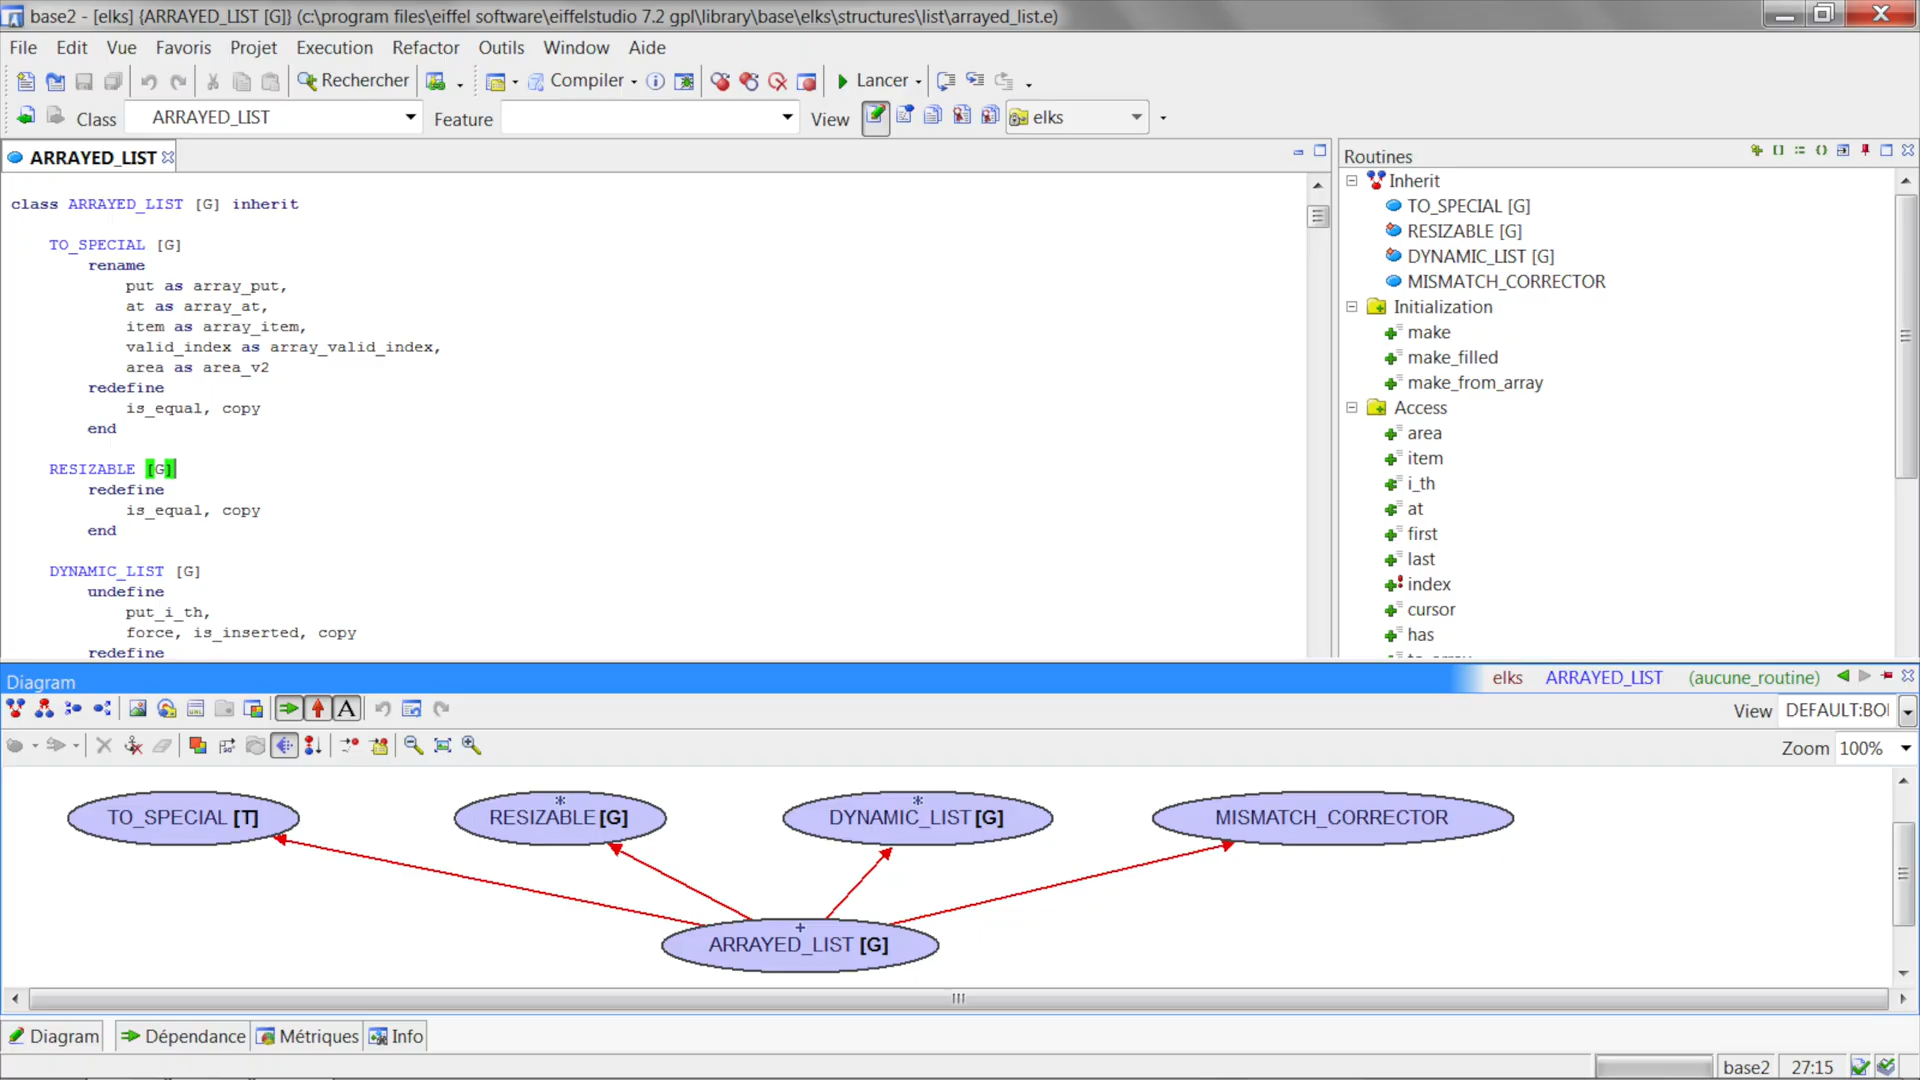 base2 - [elks] {ARRAYED_LIST [G]} (c:\program files\eiffel software\eiffelstudio 7.2 gpl\library\base\elks\structures\list\arrayed_list.e)
File Edit Vue Favoris Projet Execution Refactor Outils Window Aide
Rechercher Compiler Lancer
Class ARRAYED_LIST Feature View elks
ARRAYED_LIST
class ARRAYED_LIST [G] inherit
TO_SPECIAL [G]
rename
put as array_put,
at as array_at,
item as array_item,
valid_index as array_valid_index,
area as area_v2
redefine
is_equal, copy
end
RESIZABLE [G]
redefine
is_equal, copy
end
DYNAMIC_LIST [G]
undefine
put_i_th,
force, is_inserted, copy
redefine
Routines
Inherit
TO_SPECIAL [G]
RESIZABLE [G]
DYNAMIC_LIST [G]
MISMATCH_CORRECTOR
Initialization
make
make_filled
make_from_array
Access
area
item
i_th
at
first
last
index
cursor
has
Diagram elks ARRAYED_LIST (aucune_routine)
View DEFAULT:BO
Zoom 100%
TO_SPECIAL [T]
* RESIZABLE [G]
* DYNAMIC_LIST [G]
MISMATCH_CORRECTOR
+ ARRAYED_LIST [G]
Diagram Dépendance Métriques Info
base2 27:15